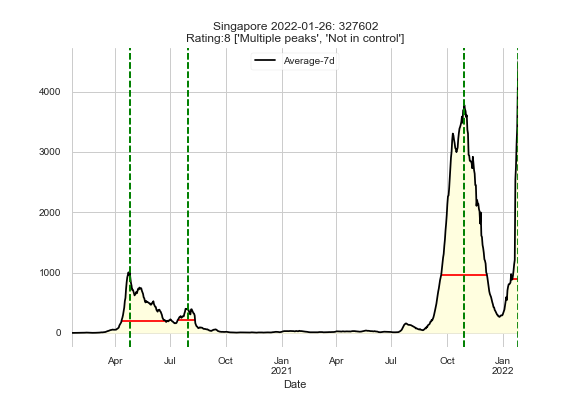 Singapore 2022-01-26: 327602
Rating:8 ['Multiple peaks', 'Not in control']
Average-7d
4000
3000
2000
1000
0
Apr Jul Oct Jan Apr Jul Oct Jan
2021 2022
Date